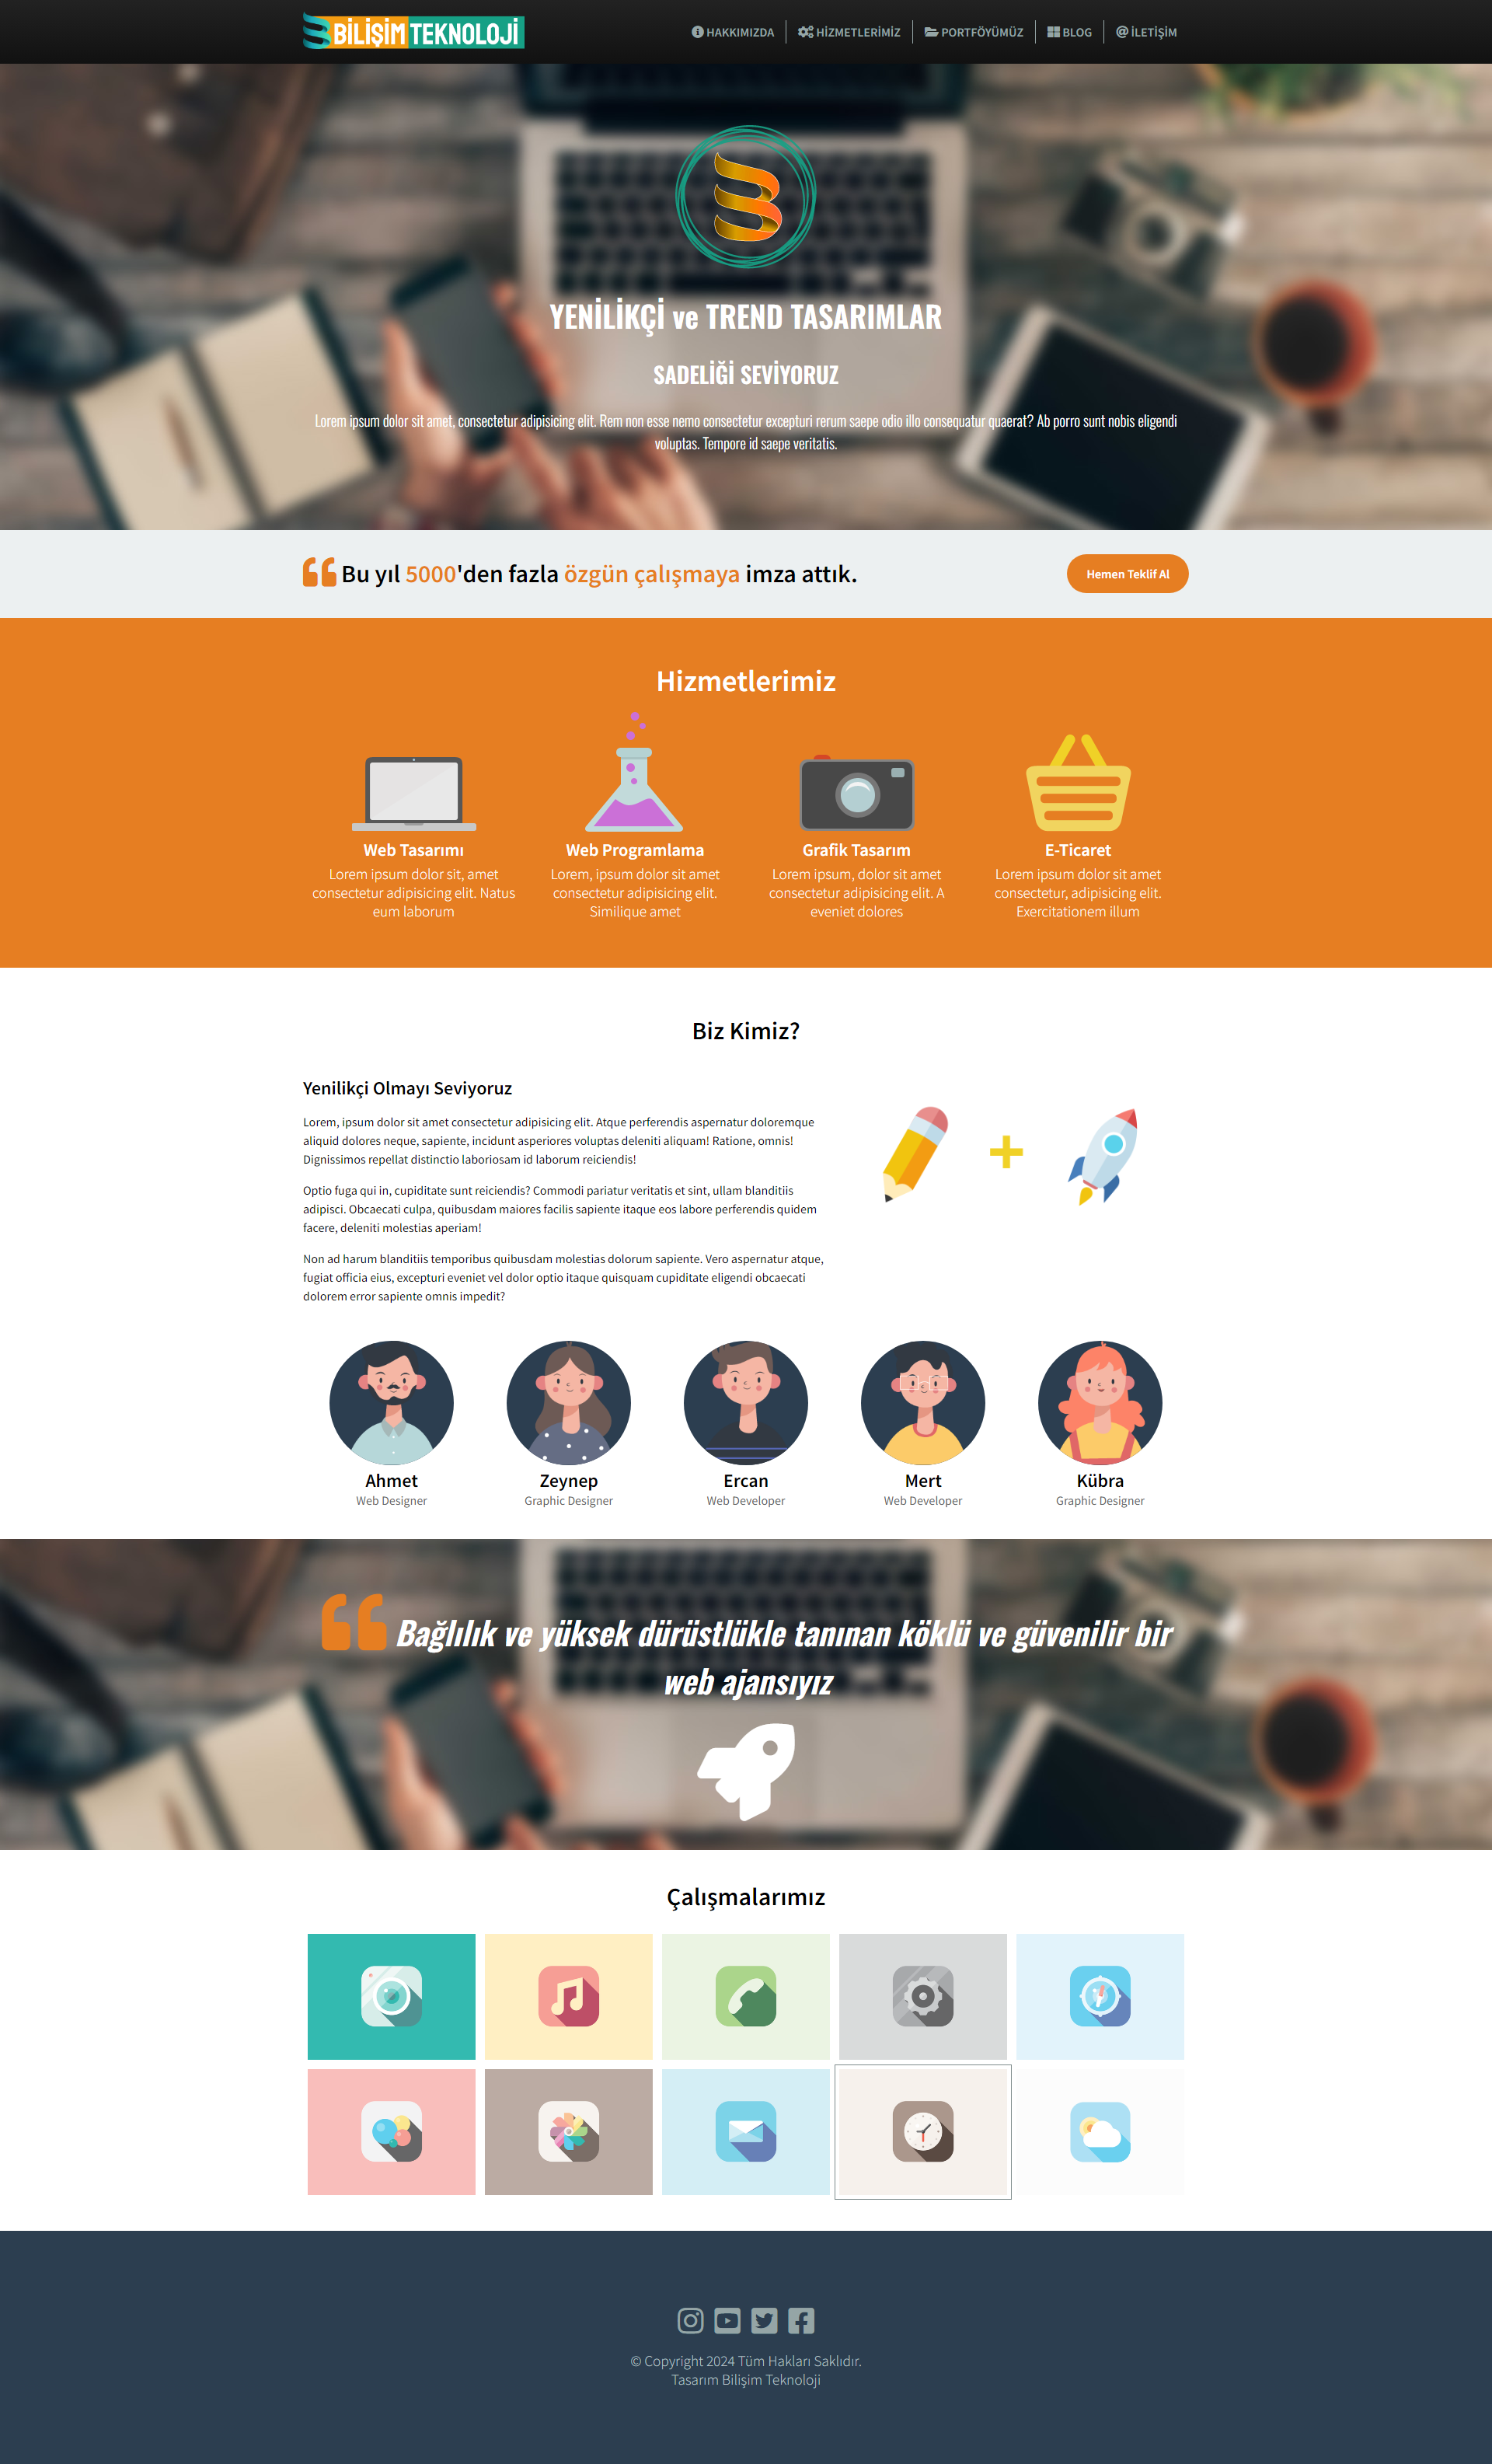 BİLİŞİM TEKNOLOJİ
HAKKIMIZDA HİZMETLERİMİZ PORTFÖYÜMÜZ BLOG İLETİŞİM
YENİLİKÇİ ve TREND TASARIMLAR
SADELİĞİ SEVİYORUZ
Lorem ipsum dolor sit amet, consectetur adipisicing elit. Rem non esse nemo consectetur excepturi rerum saepe odio illo consequatur quaerat? Ab porro sunt nobis eligendi
voluptas. Tempore id saepe veritatis.
Bu yıl 5000'den fazla özgün çalışmaya imza attık.
Hemen Teklif Al
Hizmetlerimiz
Web Tasarımı
Lorem ipsum dolor sit, amet
consectetur adipisicing elit. Natus
eum laborum
Web Programlama
Lorem, ipsum dolor sit amet
consectetur adipisicing elit.
Similique amet
Grafik Tasarım
Lorem ipsum, dolor sit amet
consectetur adipisicing elit. A
eveniet dolores
E-Ticaret
Lorem ipsum dolor sit amet
consectetur, adipisicing elit.
Exercitationem illum
Biz Kimiz?
Yenilikçi Olmayı Seviyoruz
Lorem, ipsum dolor sit amet consectetur adipisicing elit. Atque perferendis aspernatur doloremque
aliquid dolores neque, sapiente, incidunt asperiores voluptas deleniti aliquam! Ratione, omnis!
Dignissimos repellat distinctio laboriosam id laborum reiciendis!
Optio fuga qui in, cupiditate sunt reiciendis? Commodi pariatur veritatis et sint, ullam blanditiis
adipisci. Obcaecati culpa, quibusdam maiores facilis sapiente itaque eos labore perferendis quidem
facere, deleniti molestias aperiam!
Non ad harum blanditiis temporibus quibusdam molestias dolorum sapiente. Vero aspernatur atque,
fugiat officia eius, excepturi eveniet vel dolor optio itaque quisquam cupiditate eligendi obcaecati
dolorem error sapiente omnis impedit?
Ahmet
Web Designer
Zeynep
Graphic Designer
Ercan
Web Developer
Mert
Web Developer
Kübra
Graphic Designer
Bağlılık ve yüksek dürüstlükle tanınan köklü ve güvenilir bir
web ajansıyız
Çalışmalarımız
© Copyright 2024 Tüm Hakları Saklıdır.
Tasarım Bilişim Teknoloji